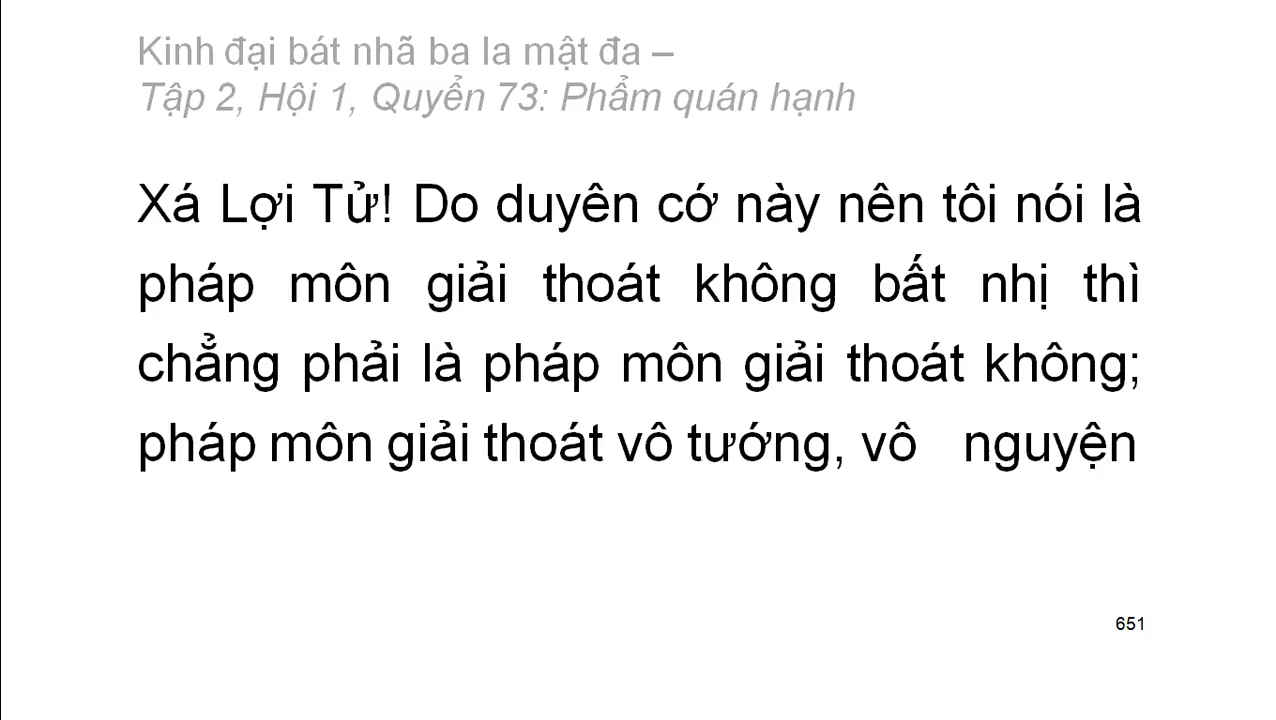 Kinh đại bát nhã ba la mật đa –
Tập 2, Hội 1, Quyển 73: Phẩm quán hạnh
Xá Lợi Tử! Do duyên cớ này nên tôi nói là
pháp môn giải thoát không bất nhị thì
chẳng phải là pháp môn giải thoát không;
pháp môn giải thoát vô tướng, vô nguyện
651